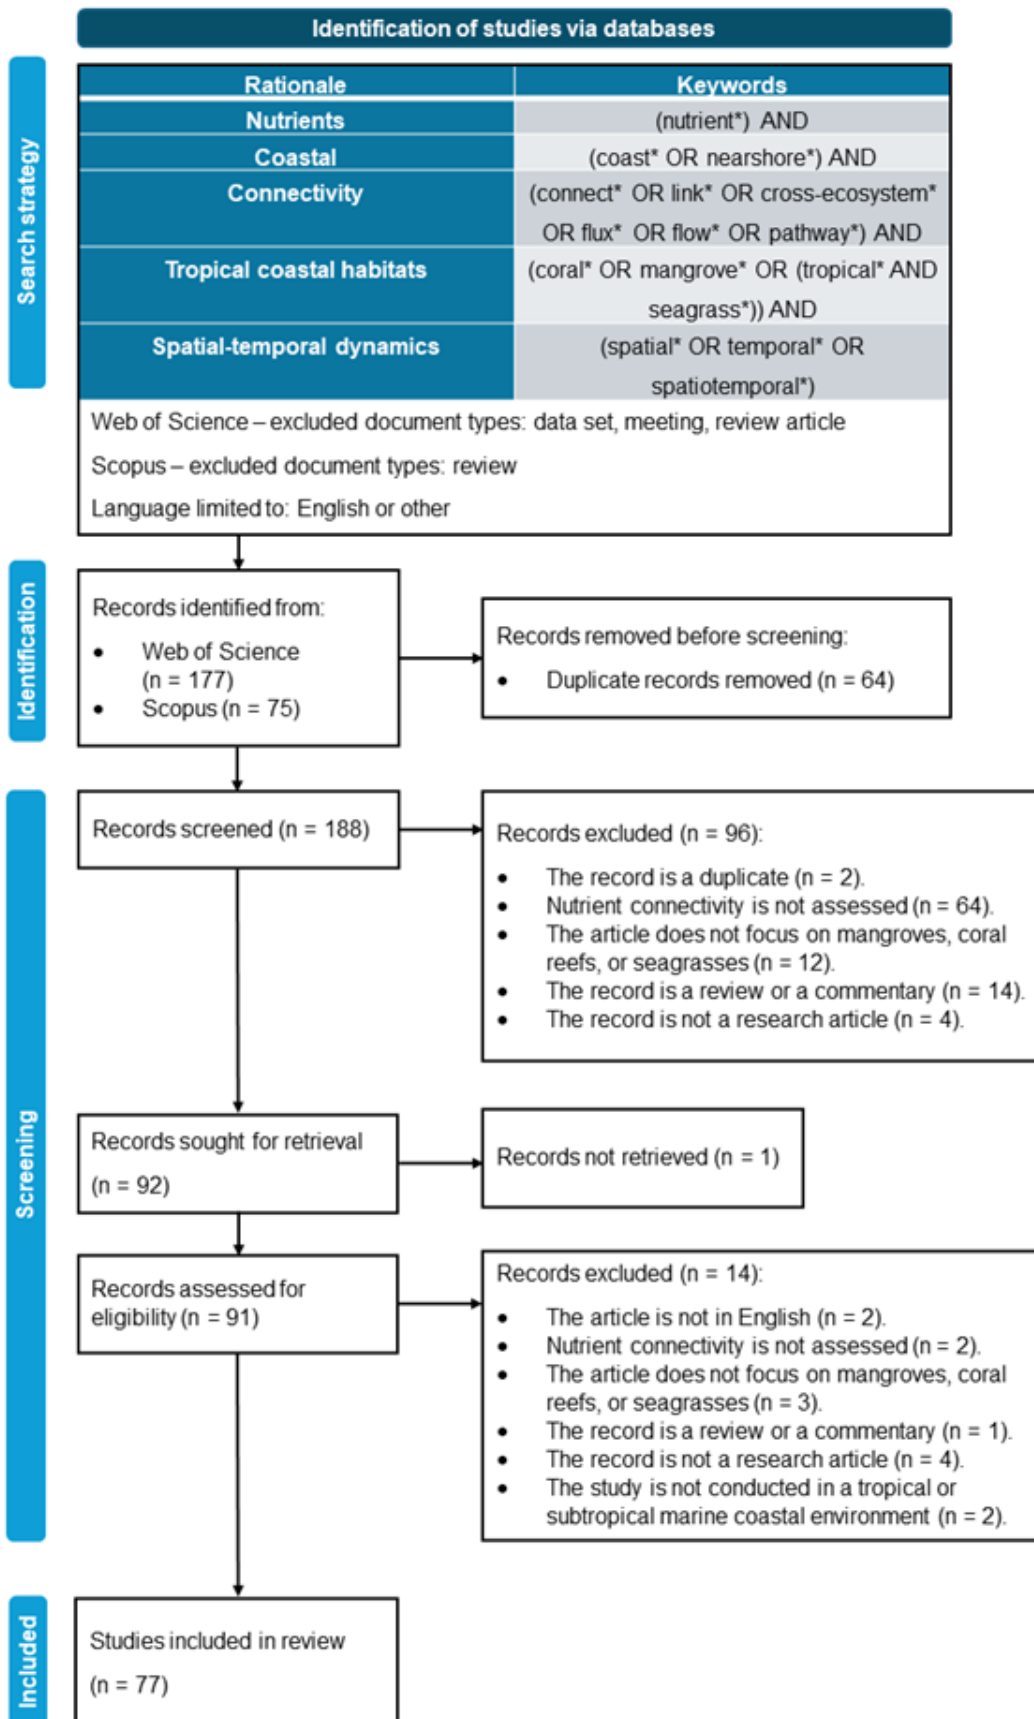 Identification of studies via databases
Search strategy
Rationale
Keywords
Nutrients
(nutrient*) AND
Coastal
(coast* OR nearshore*) AND
Connectivity
(connect* OR link* OR cross-ecosystem*
OR flux* OR flow* OR pathway*) AND
Tropical coastal habitats
(coral* OR mangrove* OR (tropical* AND
seagrass*)) AND
Spatial-temporal dynamics
(spatial* OR temporal* OR
spatiotemporal*)
Web of Science – excluded document types: data set, meeting, review article
Scopus – excluded document types: review
Language limited to: English or other
Identification
Records identified from:
• Web of Science
(n = 177)
• Scopus (n = 75)
Records removed before screening:
• Duplicate records removed (n = 64)
Screening
Records screened (n = 188)
Records excluded (n = 96):
• The record is a duplicate (n = 2).
• Nutrient connectivity is not assessed (n = 64).
• The article does not focus on mangroves, coral
reefs, or seagrasses (n = 12).
• The record is a review or a commentary (n = 14).
• The record is not a research article (n = 4).
Records sought for retrieval
(n = 92)
Records not retrieved (n = 1)
Records assessed for
eligibility (n = 91)
Records excluded (n = 14):
• The article is not in English (n = 2).
• Nutrient connectivity is not assessed (n = 2).
• The article does not focus on mangroves, coral
reefs, or seagrasses (n = 3).
• The record is a review or a commentary (n = 1).
• The record is not a research article (n = 4).
• The study is not conducted in a tropical or
subtropical marine coastal environment (n = 2).
Included
Studies included in review
(n = 77)